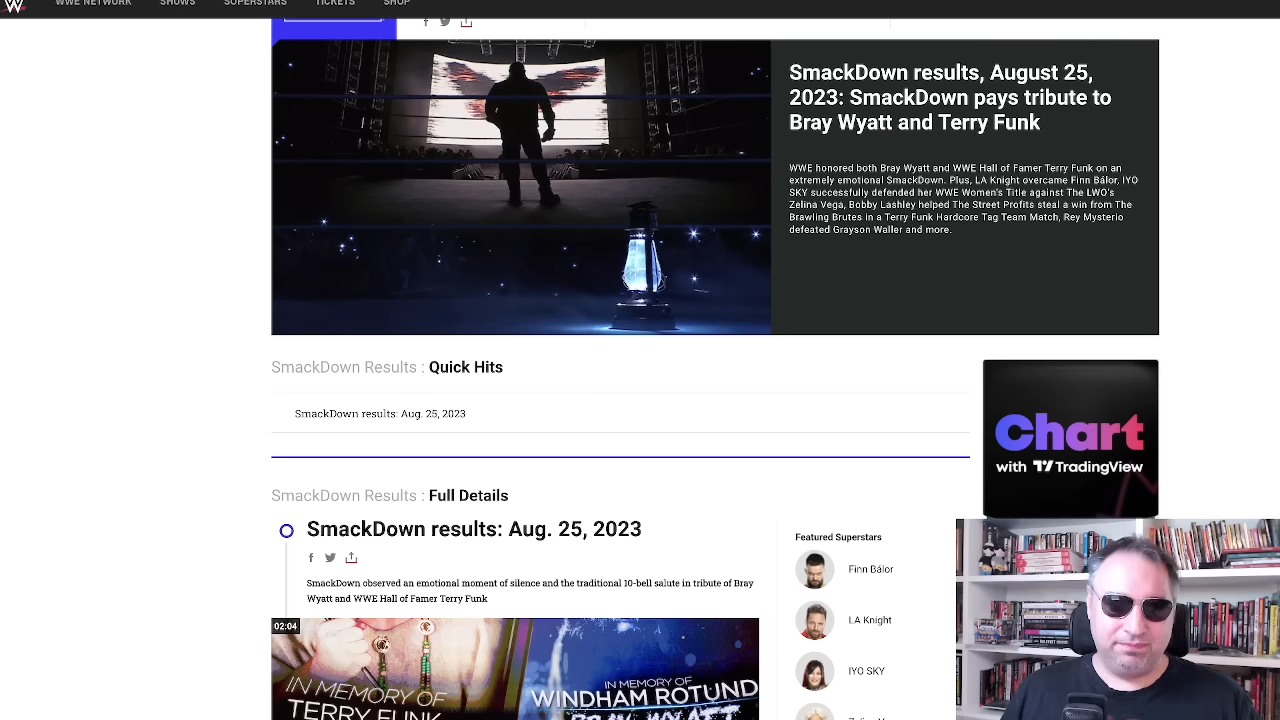 WWE NETWORK
SHOWS
SUPERSTARS
TICKETS
SHOP
SmackDown results, August 25,
2023: SmackDown pays tribute to
Bray Wyatt and Terry Funk
WWE honored both Bray Wyatt and WWE Hall of Famer Terry Funk on an
extremely emotional SmackDown. Plus, LA Knight overcame Finn Bálor, IYO
SKY successfully defended her WWE Women's Title against The LWO's
Zelina Vega, Bobby Lashley helped The Street Profits steal a win from The
Brawling Brutes in a Terry Funk Hardcore Tag Team Match, Rey Mysterio
defeated Grayson Waller and more.
SmackDown Results : Quick Hits
SmackDown results: Aug. 25, 2023
Chart
with TradingView
SmackDown Results : Full Details
SmackDown results: Aug. 25, 2023
SmackDown observed an emotional moment of silence and the traditional 10-bell salute in tribute of Bray
Wyatt and WWE Hall of Famer Terry Funk
02:04
IN MEMORY OF
TERRY FUNK
IN MEMORY OF
WINDHAM ROTUNDA
BRAY WYATT
Featured Superstars
Finn Bálor
LA Knight
IYO SKY